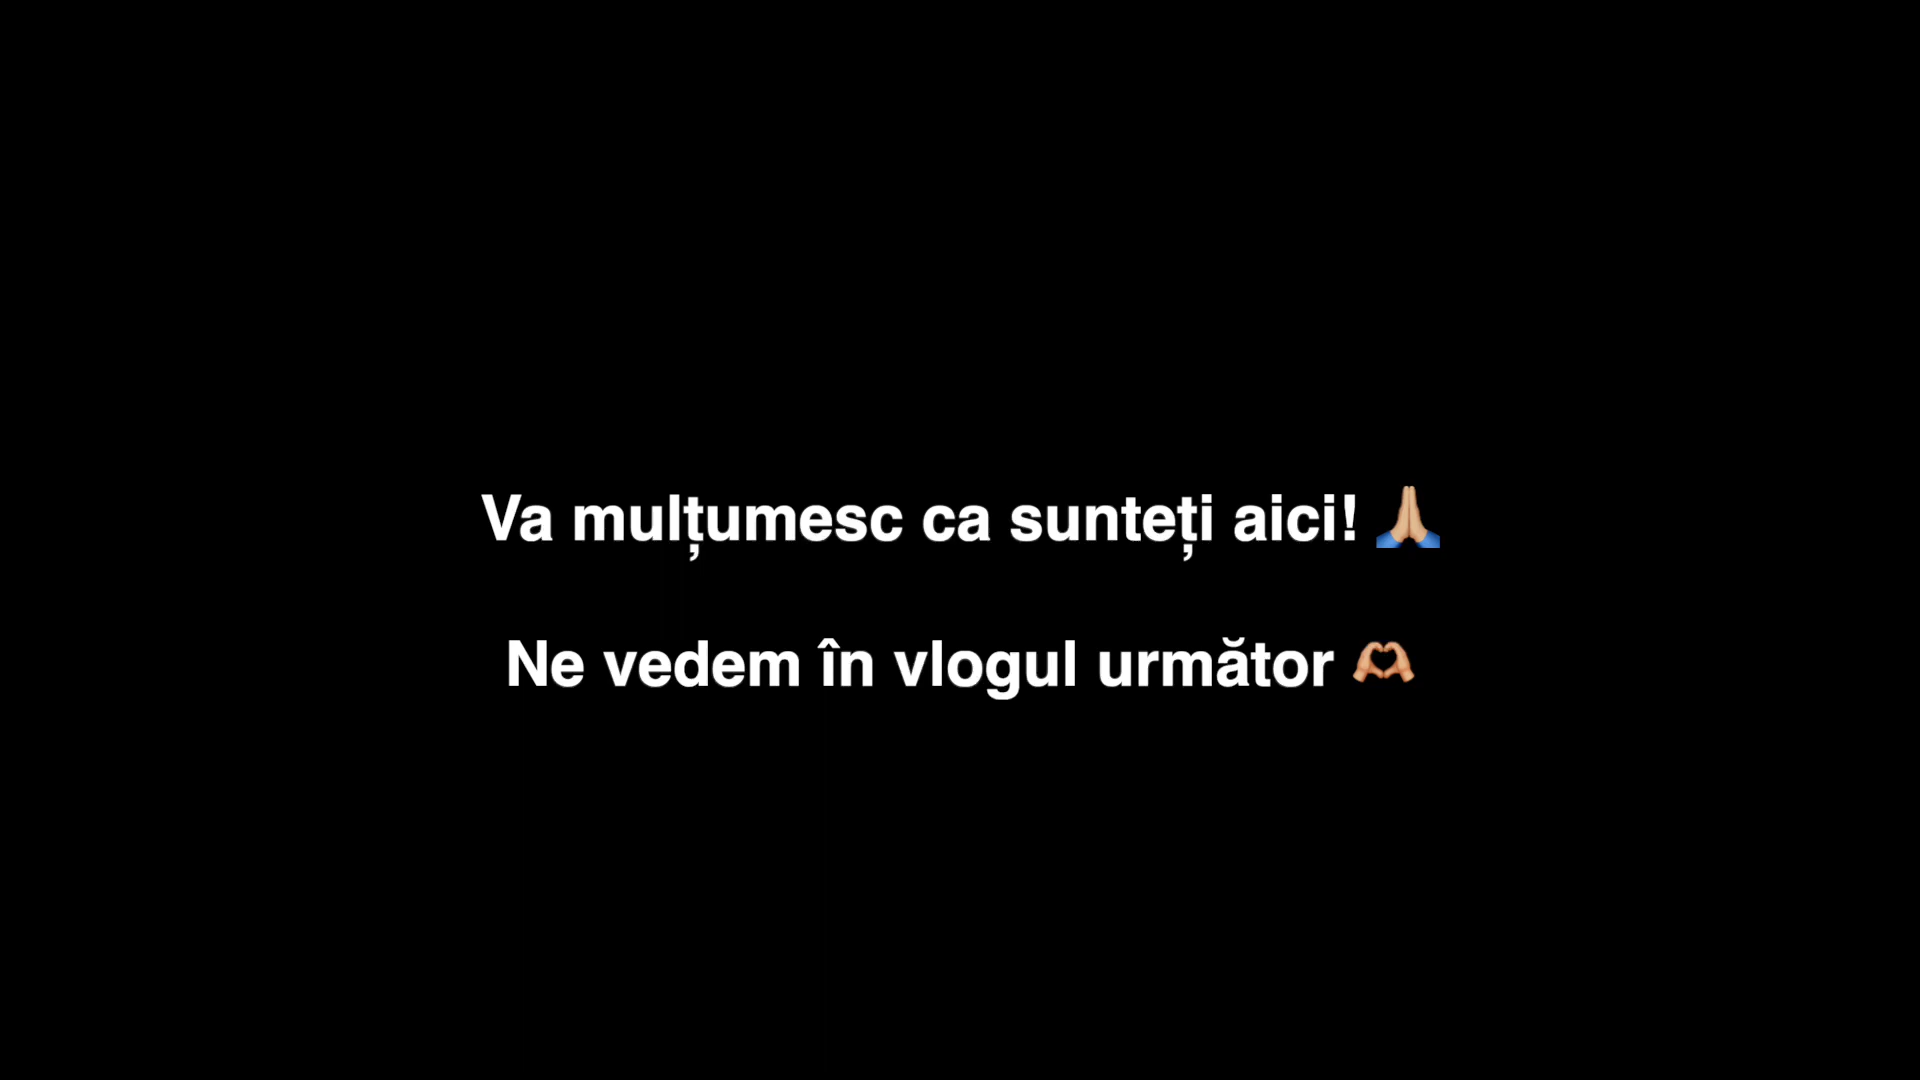 Va mulțumesc ca sunteți aici! 🙏🏼
Ne vedem în vlogul următor 🫶🏼